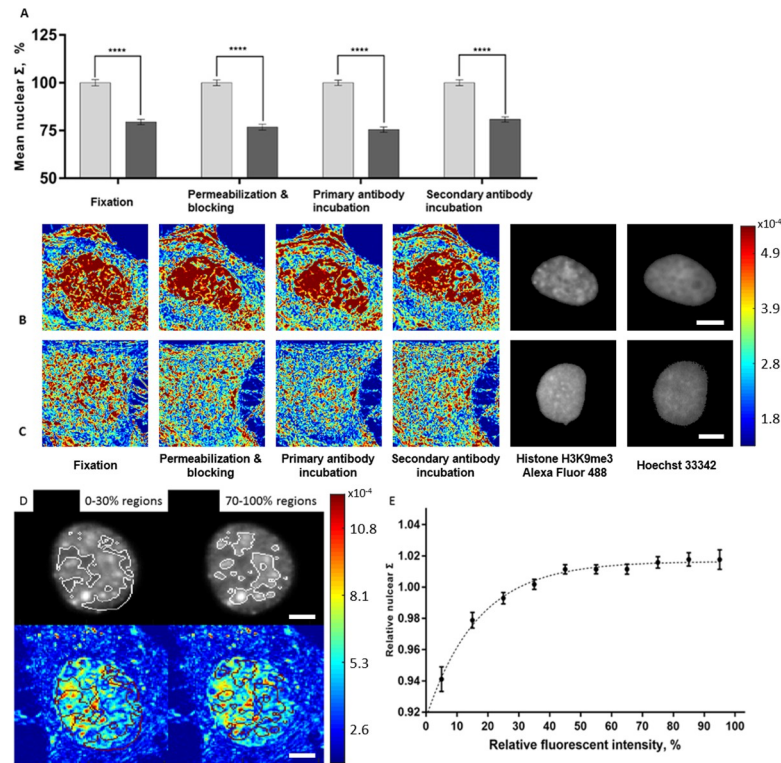 A
Mean nuclear Σ, %
125
100
75
50
**** **** **** ****
Fixation
Permeabilization & blocking
Primary antibody incubation
Secondary antibody incubation
B
C
x10-4
4.9
3.9
2.8
1.8
Fixation
Permeabilization & blocking
Primary antibody incubation
Secondary antibody incubation
Histone H3K9me3 Alexa Fluor 488
Hoechst 33342
D
0-30% regions
70-100% regions
x10-4
10.8
8.1
5.3
2.6
E
Relative nulcear Σ
1.04
1.02
1.00
0.98
0.96
0.94
0.92
0 10 20 30 40 50 60 70 80 90 100
Relative fluorescent intensity, %